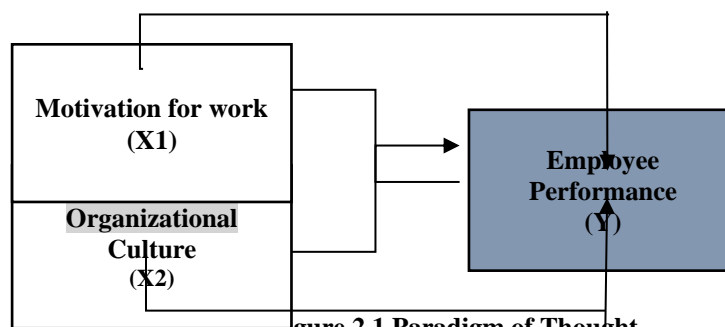 Motivation for work
(X1)
Organizational
Culture
(X2)
Employee
Performance
(Y)
gure 2.1 Paradigm of Thought